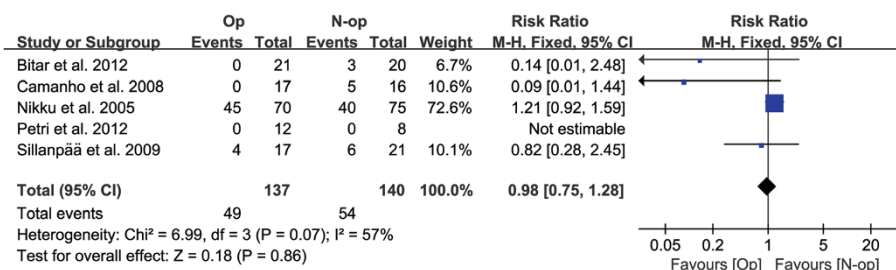 Op N-op Risk Ratio Risk Ratio
Study or Subgroup Events Total Events Total Weight M-H, Fixed, 95% CI M-H, Fixed, 95% CI
Bitar et al. 2012 0 21 3 20 6.7% 0.14 [0.01, 2.48]
Camanho et al. 2008 0 17 5 16 10.6% 0.09 [0.01, 1.44]
Nikku et al. 2005 45 70 40 75 72.6% 1.21 [0.92, 1.59]
Petri et al. 2012 0 12 0 8 Not estimable
Sillanpää et al. 2009 4 17 6 21 10.1% 0.82 [0.28, 2.45]
Total (95% CI) 137 140 100.0% 0.98 [0.75, 1.28]
Total events 49 54
Heterogeneity: Chi² = 6.99, df = 3 (P = 0.07); I² = 57%
Test for overall effect: Z = 0.18 (P = 0.86)
0.05 0.2 1 5 20
Favours [Op] Favours [N-op]